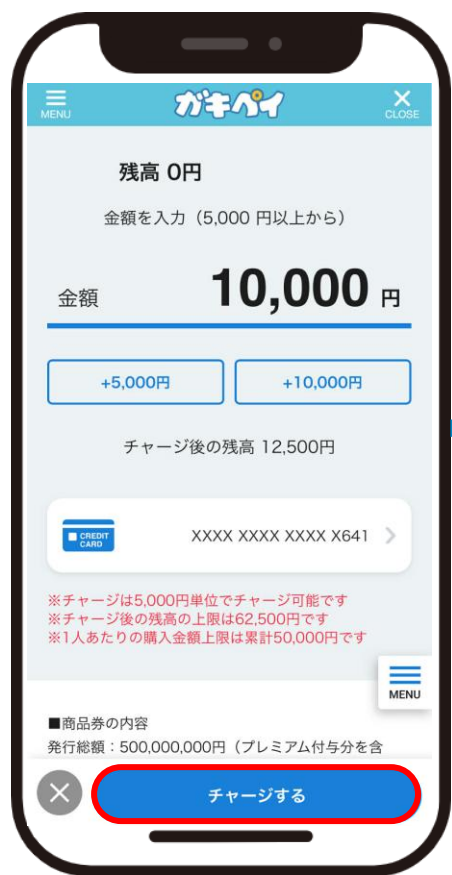 MENU
ガキペイ
CLOSE
残高 0円
金額を入力（5,000 円以上から）
金額 10,000 円
+5,000円 +10,000円
チャージ後の残高 12,500円
CREDIT
CARD
XXXX XXXX XXXX X641
※チャージは5,000円単位でチャージ可能です
※チャージ後の残高の上限は62,500円です
※1人あたりの購入金額上限は累計50,000円です
MENU
■商品券の内容
発行総額：500,000,000円（プレミアム付与分を含
チャージする